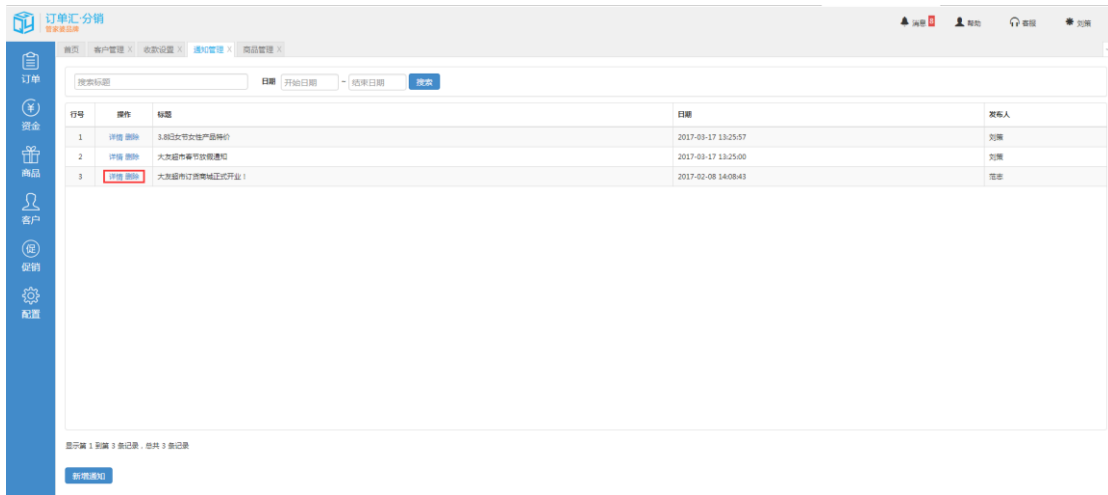 订单汇·分销
管家婆品牌
消息 8 帮助 客服 刘策
首页 客户管理 X 收款设置 X 通知管理 X 商品管理 X
订单
资金
商品
客户
促
促销
配置
搜索标题 日期 开始日期 ~ 结束日期 搜索
行号 操作 标题 日期 发布人
1 详情 删除 3.8妇女节女性产品特价 2017-03-17 13:25:57 刘策
2 详情 删除 大友超市春节放假通知 2017-03-17 13:25:00 刘策
3 详情 删除 大友超市订货商城正式开业！ 2017-02-08 14:08:43 范忠
显示第 1 到第 3 条记录，总共 3 条记录
新增通知